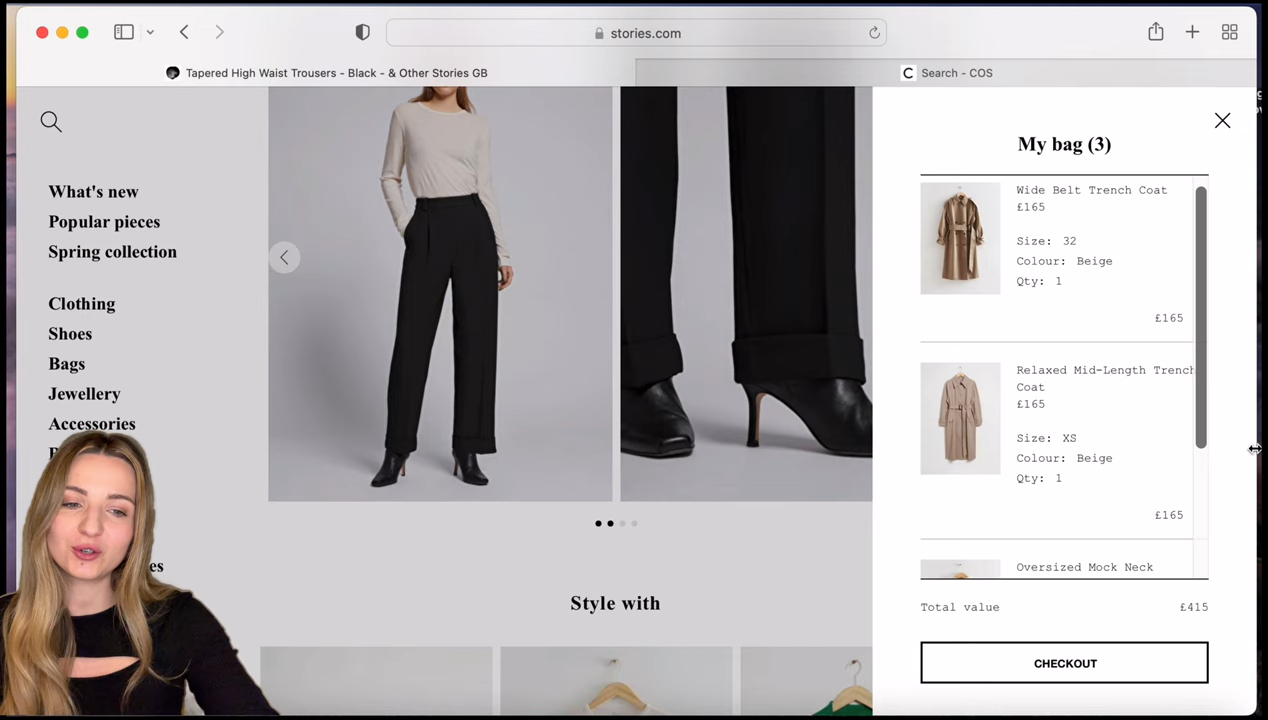 stories.com
Tapered High Waist Trousers - Black - & Other Stories GB
C Search - COS
What's new
Popular pieces
Spring collection
Clothing
Shoes
Bags
Jewellery
Accessories
Style with
My bag (3)
Wide Belt Trench Coat
£165
Size: 32
Colour: Beige
Qty: 1
£165
Relaxed Mid-Length Trench
Coat
£165
Size: XS
Colour: Beige
Qty: 1
£165
Oversized Mock Neck
Total value £415
CHECKOUT